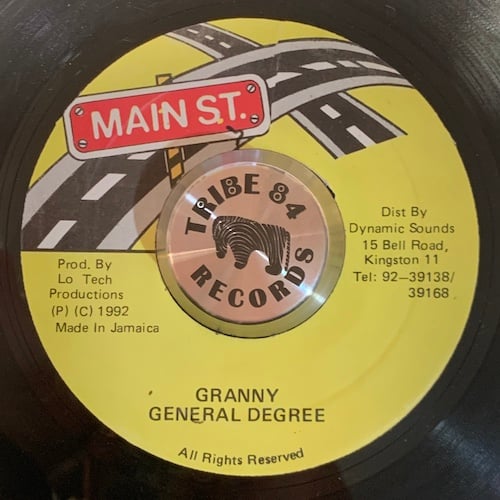 MAIN ST.
TRIBE 84
RECORDS
Prod. By
Lo Tech
Productions
(P) (C) 1992
Made In Jamaica
Dist By
Dynamic Sounds
15 Bell Road,
Kingston 11
Tel: 92—39138/
39168
GRANNY
GENERAL DEGREE
All Rights Reserved